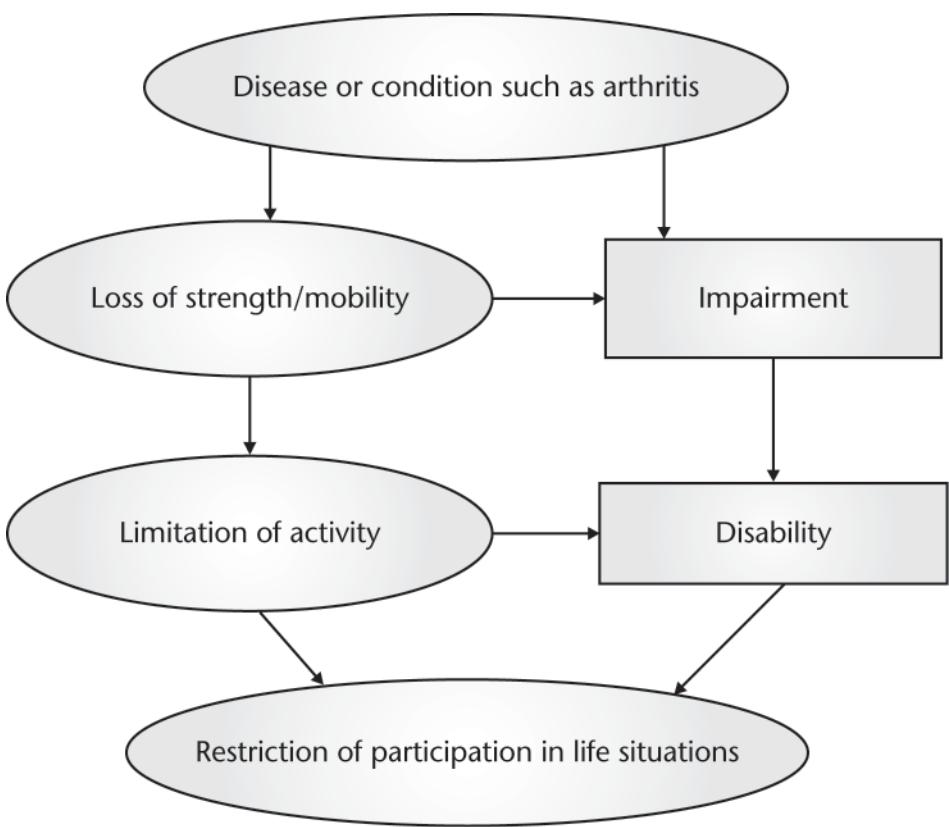 Disease or condition such as arthritis
Loss of strength/mobility
Impairment
Limitation of activity
Disability
Restriction of participation in life situations